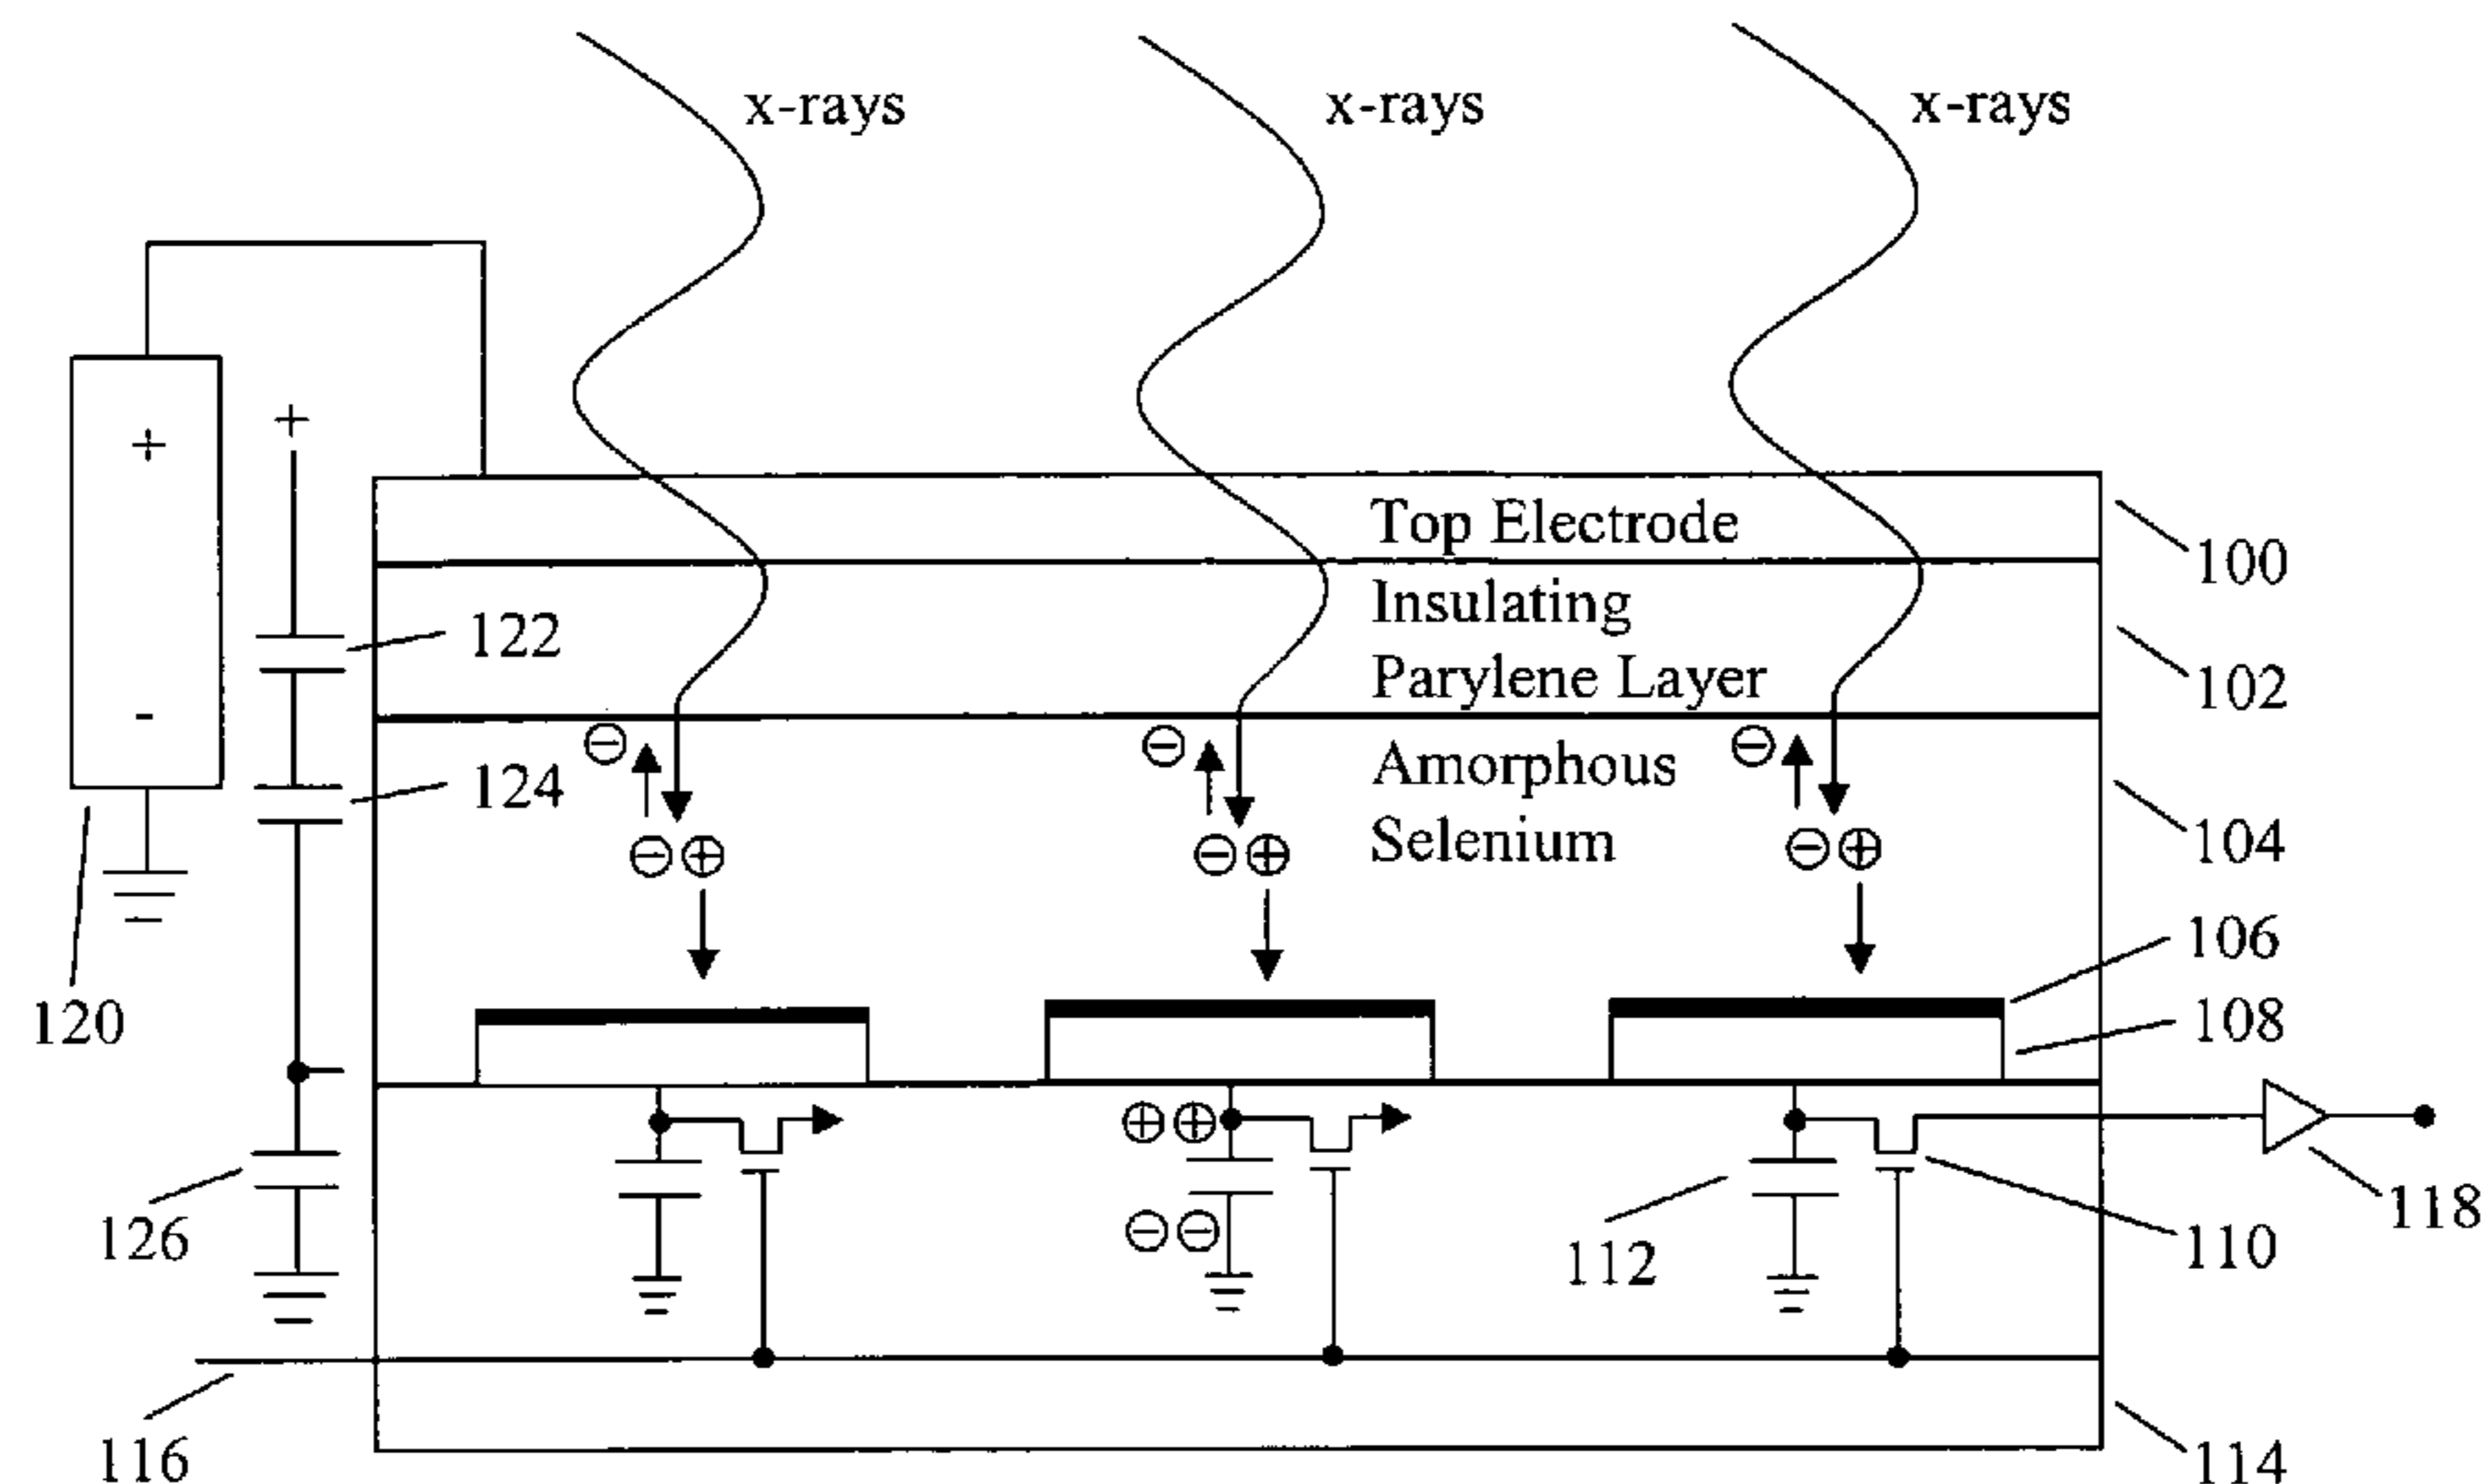 x-rays
x-rays
x-rays
+
+
Top Electrode
100
Insulating
Parylene Layer
102
122
-
124
Amorphous
Selenium
104
106
108
120
126
112
110
118
116
114